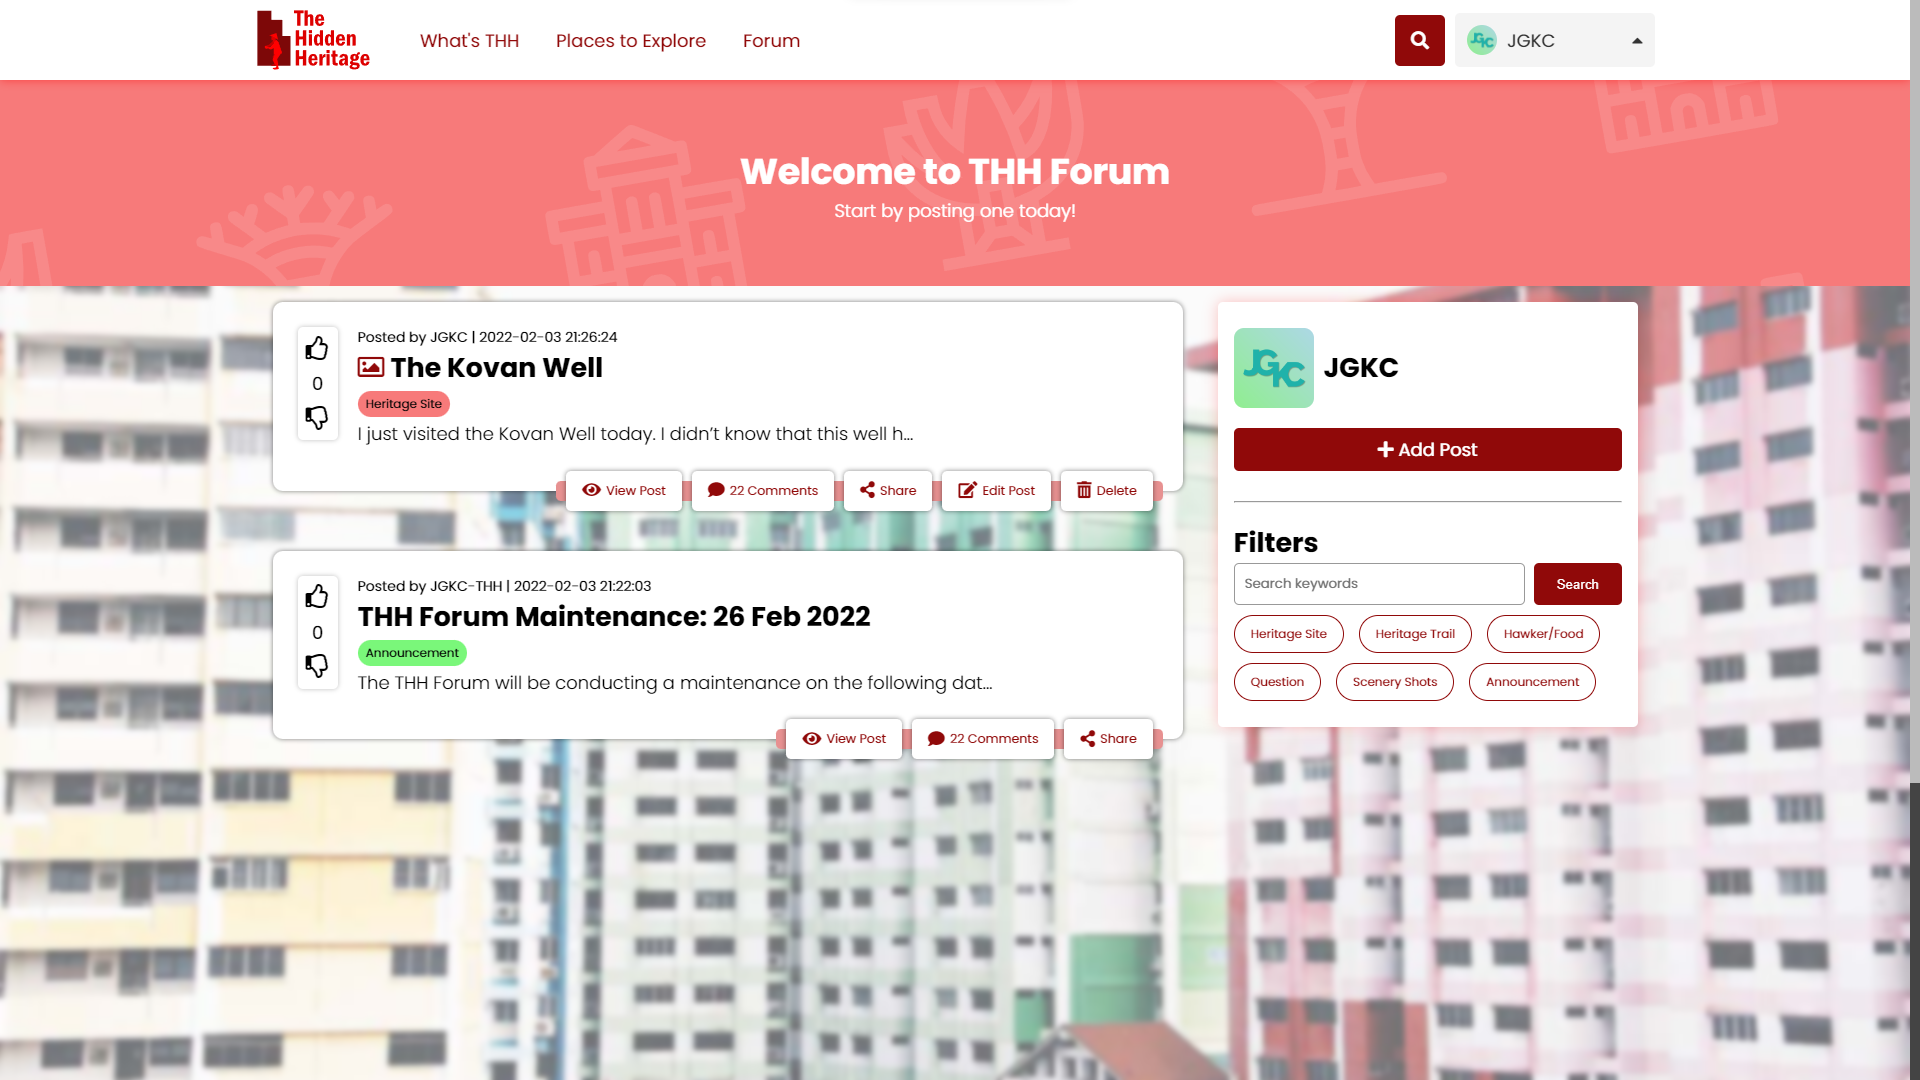 The
Hidden
Heritage
What's THH
Places to Explore
Forum
JGKC
JGKC
Welcome to THH Forum
Start by posting one today!
Posted by JGKC | 2022-02-03 21:26:24
The Kovan Well
0
Heritage Site
I just visited the Kovan Well today. I didn’t know that this well h...
View Post
22 Comments
Share
Edit Post
Delete
Posted by JGKC-THH | 2022-02-03 21:22:03
THH Forum Maintenance: 26 Feb 2022
0
Announcement
The THH Forum will be conducting a maintenance on the following dat...
View Post
22 Comments
Share
JGKC
JGKC
Add Post
Filters
Search keywords
Search
Heritage Site
Heritage Trail
Hawker/Food
Question
Scenery Shots
Announcement